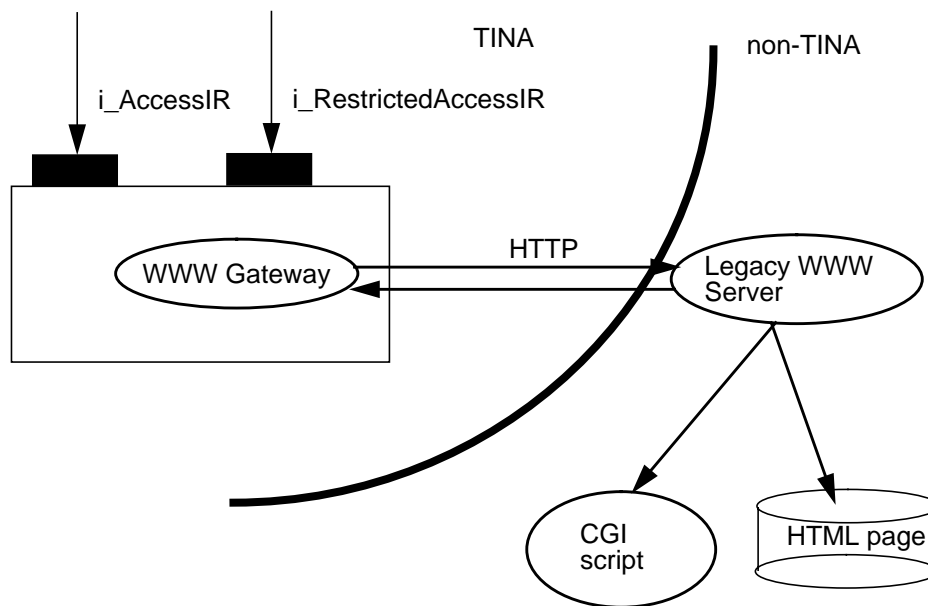 TINA
non-TINA
i_AccessIR
i_RestrictedAccessIR
HTTP
WWW Gateway
Legacy WWW
Server
CGI
script
HTML page